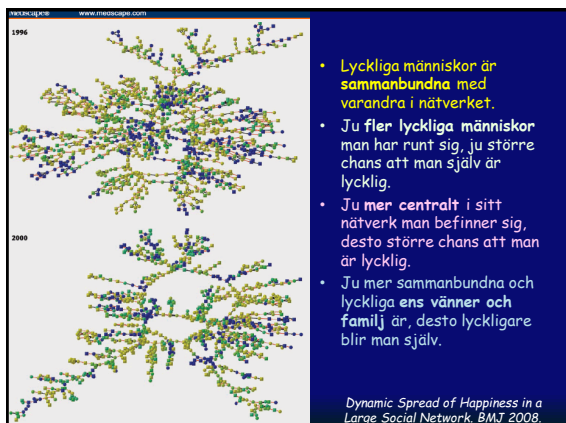 Medscape® www.medscape.com
1996
2000
• Lyckliga människor är
sammanbundna med
varandra i nätverket.
• Ju fler lyckliga människor
man har runt sig, ju större
chans att man själv är
lycklig.
• Ju mer centralt i sitt
nätverk man befinner sig,
desto större chans att man
är lycklig.
• Ju mer sammanbundna och
lyckliga ens vänner och
familj är, desto lyckligare
blir man själv.
Dynamic Spread of Happiness in a
Large Social Network. BMJ 2008.